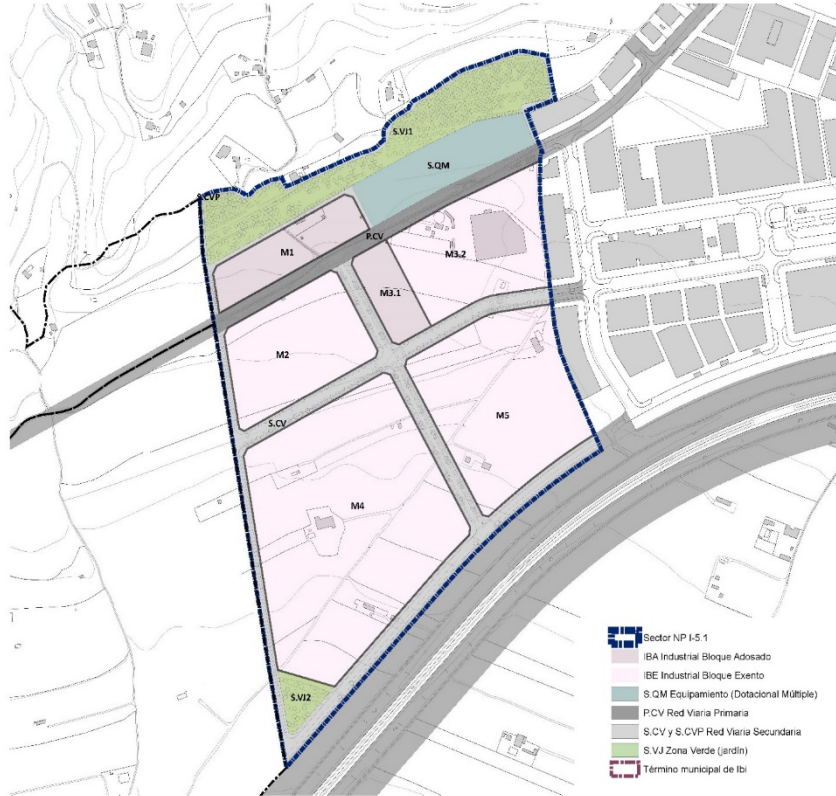 S.VJ1
S.QM
S.CVP
P.CV
M1
M3.2
M3.1
M2
S.CV
M5
M4
S.VJ2
Sector NP I-5.1
IBA Industrial Bloque Adosado
IBE Industrial Bloque Exento
S.QM Equipamiento (Dotacional Múltiple)
P.CV Red Viaria Primaria
S.CV y S.CVP Red Viaria Secundaria
S.VJ Zona Verde (jardín)
Término municipal de Ibi